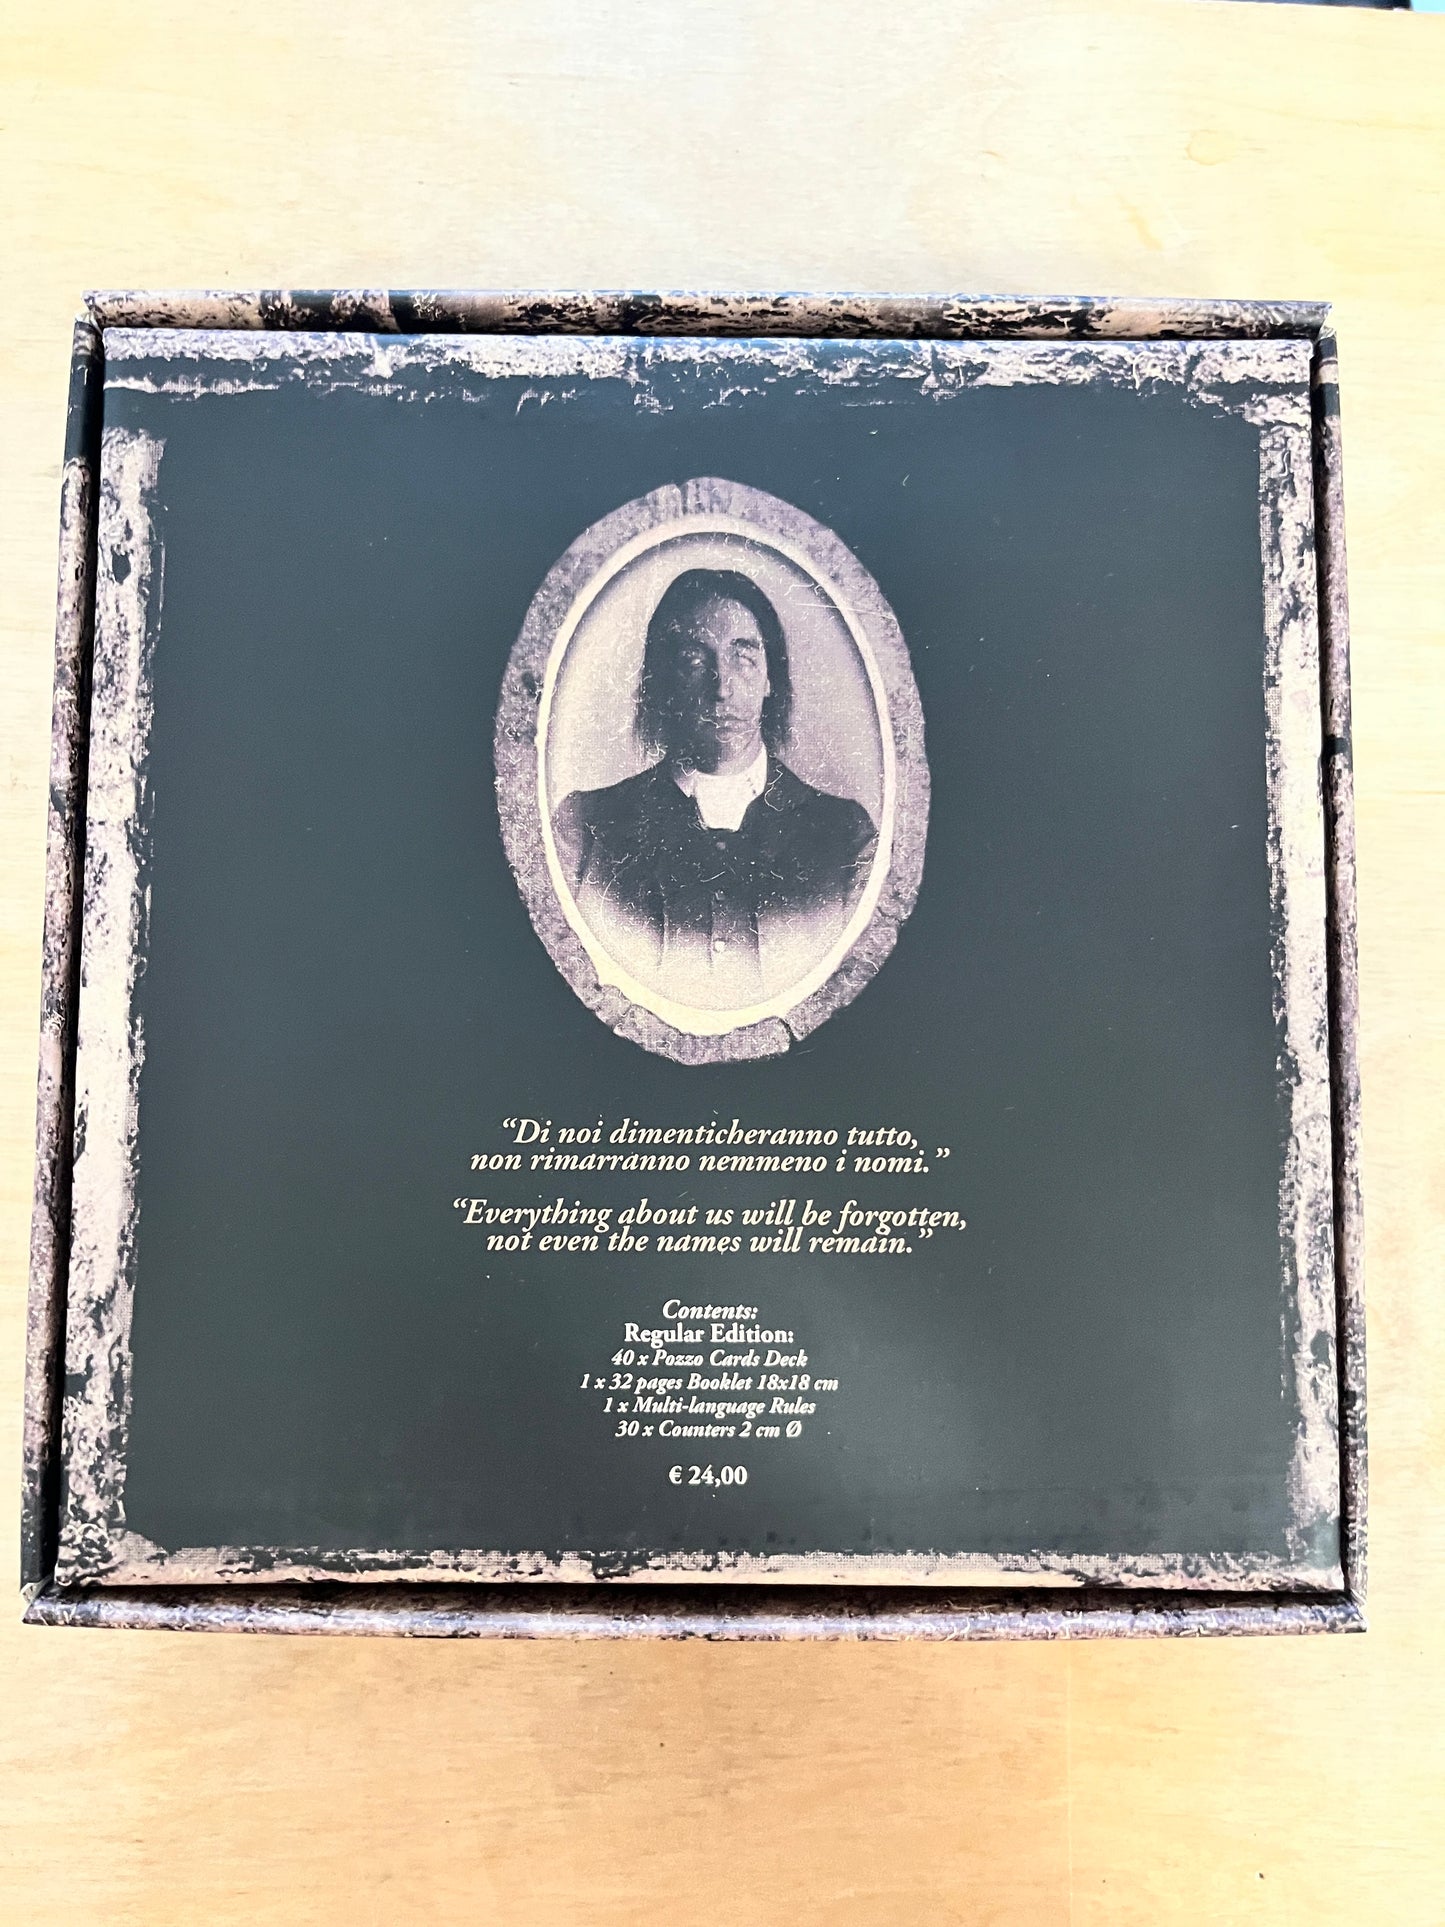 “Di noi dimenticheranno tutto,
non rimarranno nemmeno i nomi.”
“Everything about us will be forgotten,
not even the names will remain.”
Contents:
Regular Edition:
40 x Pozzo Cards Deck
1 x 32 pages Booklet 18x18 cm
1 x Multi-language Rules
30 x Counters 2 cm Ø
€ 24,00